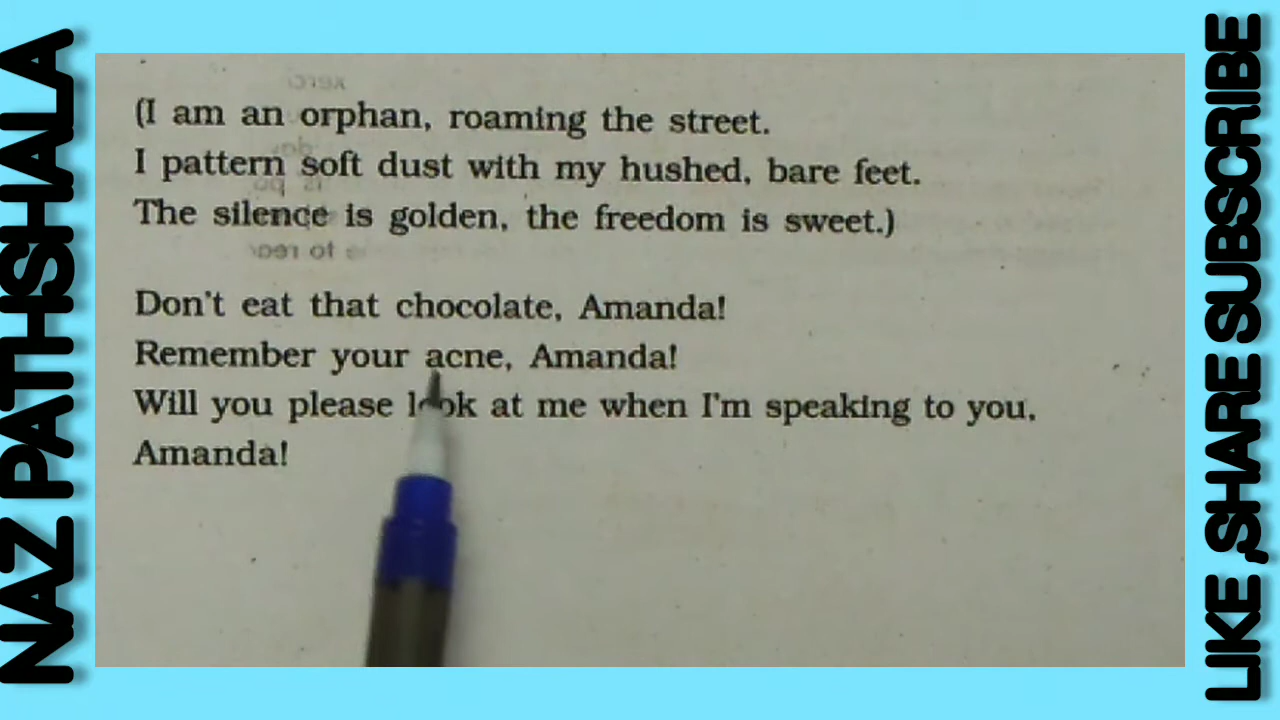 NAZ PATHSHALA
(I am an orphan, roaming the street.
I pattern soft dust with my hushed, bare feet.
The silence is golden, the freedom is sweet.)
Don't eat that chocolate, Amanda!
Remember your acne, Amanda!
Will you please look at me when I'm speaking to you,
Amanda!
LIKE ,SHARE SUBSCRIBE